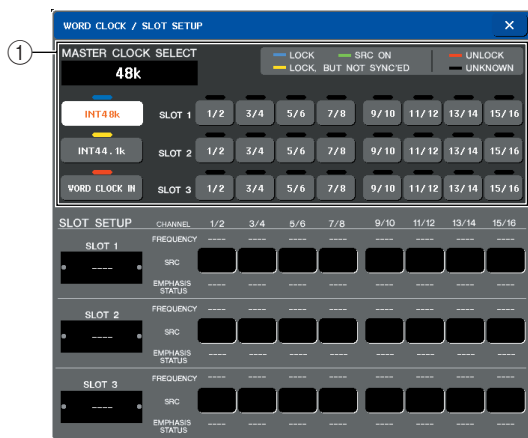 WORD CLOCK / SLOT SETUP ×
1
MASTER CLOCK SELECT
48k
LOCK SRC ON UNLOCK
LOCK, BUT NOT SYNC'ED UNKNOWN
INT48k SLOT 1 1/2 3/4 5/6 7/8 9/10 11/12 13/14 15/16
INT44.1k SLOT 2 1/2 3/4 5/6 7/8 9/10 11/12 13/14 15/16
WORD CLOCK IN SLOT 3 1/2 3/4 5/6 7/8 9/10 11/12 13/14 15/16
SLOT SETUP CHANNEL 1/2 3/4 5/6 7/8 9/10 11/12 13/14 15/16
SLOT 1
FREQUENCY ---- ---- ---- ---- ---- ---- ---- ----
---- SRC
EMPHASIS STATUS ---- ---- ---- ---- ---- ---- ---- ----
SLOT 2
FREQUENCY ---- ---- ---- ---- ---- ---- ---- ----
---- SRC
EMPHASIS STATUS ---- ---- ---- ---- ---- ---- ---- ----
SLOT 3
FREQUENCY ---- ---- ---- ---- ---- ---- ---- ----
---- SRC
EMPHASIS STATUS ---- ---- ---- ---- ---- ---- ---- ----